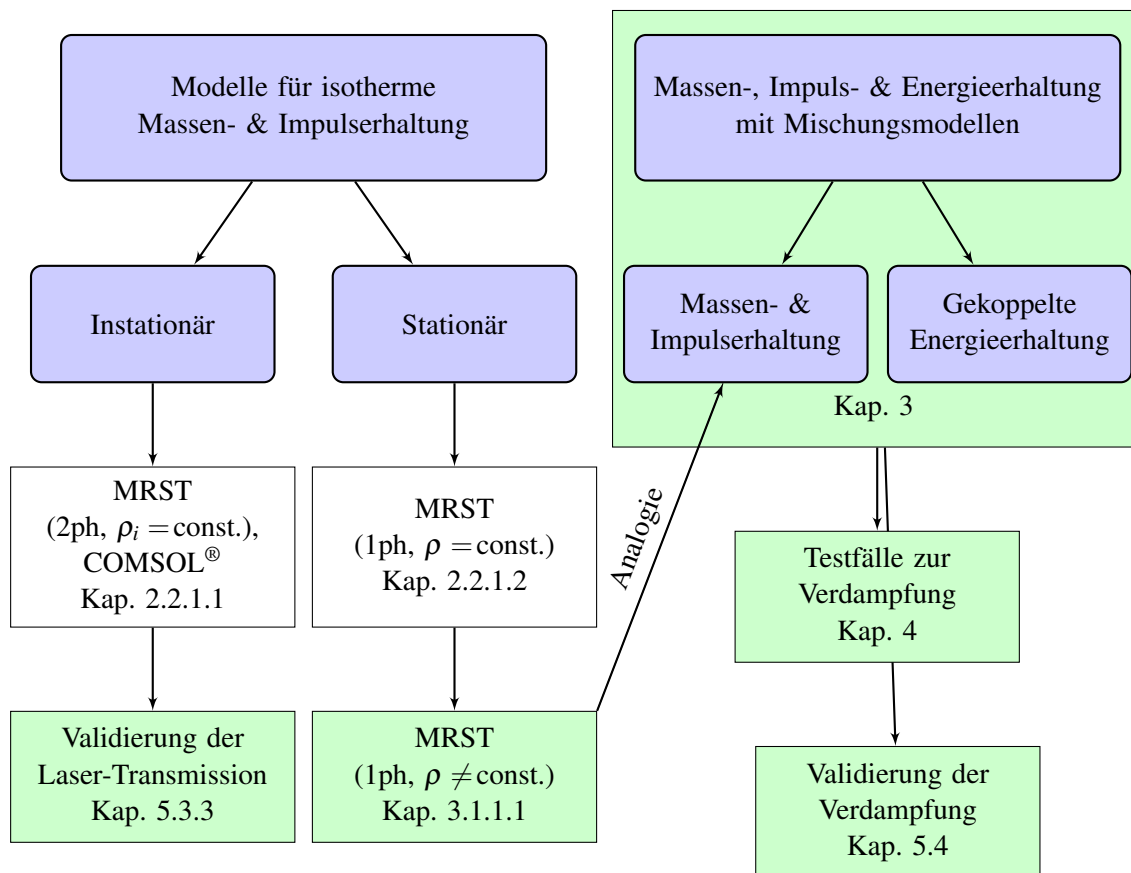 Modelle für isotherme
Massen- & Impulserhaltung
Massen-, Impuls- & Energieerhaltung
mit Mischungsmodellen
Instationär
Stationär
Massen- &
Impulserhaltung
Gekoppelte
Energieerhaltung
Kap. 3
MRST
(2ph, ρᵢ = const.),
COMSOL®
Kap. 2.2.1.1
MRST
(1ph, ρ = const.)
Kap. 2.2.1.2
Analogie
Testfälle zur
Verdampfung
Kap. 4
Validierung der
Laser-Transmission
Kap. 5.3.3
MRST
(1ph, ρ ≠ const.)
Kap. 3.1.1.1
Validierung der
Verdampfung
Kap. 5.4